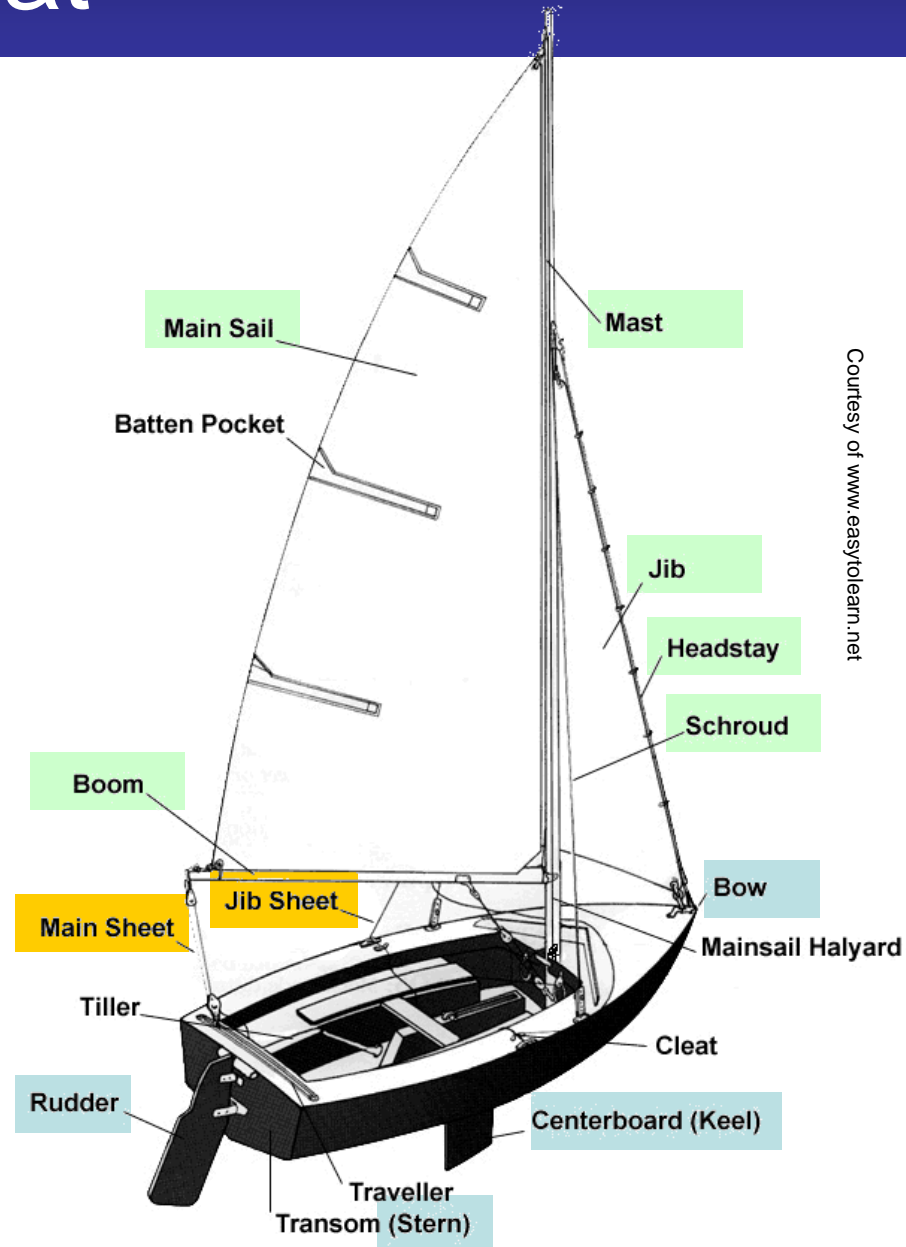 Main Sail
Mast
Batten Pocket
Courtesy of www.easytolearn.net
Jib
Headstay
Schroud
Boom
Bow
Jib Sheet
Main Sheet
Mainsail Halyard
Tiller
Cleat
Rudder
Centerboard (Keel)
Traveller
Transom (Stern)